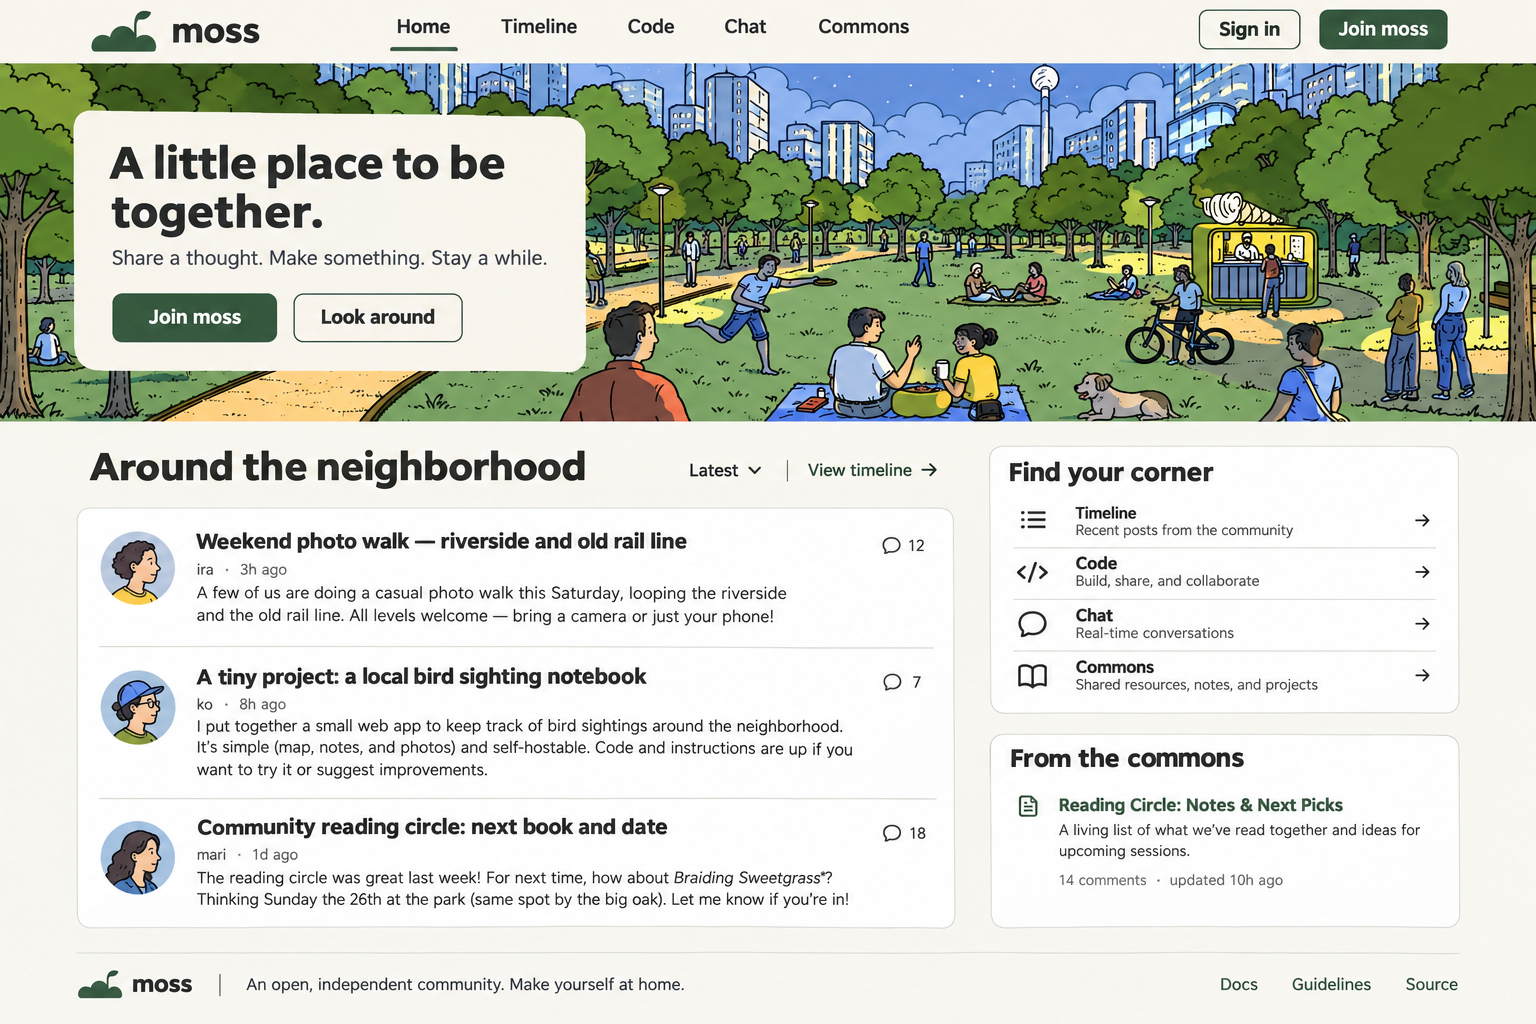 moss
Home
Timeline
Code
Chat
Commons
Sign in
Join moss
A little place to be
together.
Share a thought. Make something. Stay a while.
Join moss
Look around
Around the neighborhood
Latest
View timeline →
Weekend photo walk — riverside and old rail line
12
ira · 3h ago
A few of us are doing a casual photo walk this Saturday, looping the riverside
and the old rail line. All levels welcome — bring a camera or just your phone!
A tiny project: a local bird sighting notebook
7
ko · 8h ago
I put together a small web app to keep track of bird sightings around the neighborhood.
It’s simple (map, notes, and photos) and self-hostable. Code and instructions are up if you
want to try it or suggest improvements.
Community reading circle: next book and date
18
mari · 1d ago
The reading circle was great last week! For next time, how about Braiding Sweetgrass*?
Thinking Sunday the 26th at the park (same spot by the big oak). Let me know if you’re in!
Find your corner
Timeline
Recent posts from the community
Code
Build, share, and collaborate
Chat
Real-time conversations
Commons
Shared resources, notes, and projects
From the commons
Reading Circle: Notes & Next Picks
A living list of what we’ve read together and ideas for
upcoming sessions.
14 comments · updated 10h ago
moss
An open, independent community. Make yourself at home.
Docs
Guidelines
Source